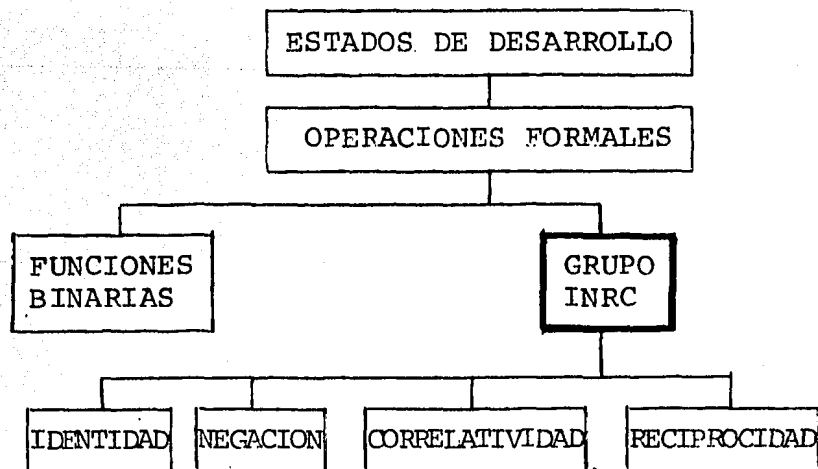 ESTADOS DE DESARROLLO
OPERACIONES FORMALES
FUNCIONES
BINARIAS
GRUPO
INRC
IDENTIDAD
NEGACION
CORRELATIVIDAD
RECIPROCIDAD